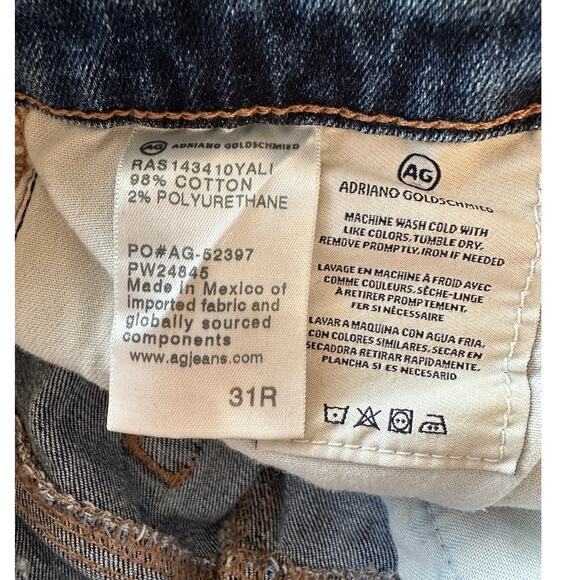 AG ADRIANO GOLDSCHMIED
RAS143410YALI
98% COTTON
2% POLYURETHANE
PO#AG-52397
PW24845
Made in Mexico of
imported fabric and
globally sourced
components
www.agjeans.com
31R
AG
ADRIANO GOLDSCHMIED
MACHINE WASH COLD WITH
LIKE COLORS, TUMBLE DRY,
REMOVE PROMPTLY, IRON IF NEEDED
LAVAGE EN MACHINE À FROID AVEC
COMME COULEURS. SÈCHE-LINGE
À RETIRER PROMPTEMENT,
FER SI NÉCESSAIRE
LAVAR A MAQUINA CON AGUA FRIA,
CON COLORES SIMILARES, SECAR EN
SECADORA RETIRAR RAPIDAMENTE,
PLANCHA SI ES NECESARIO